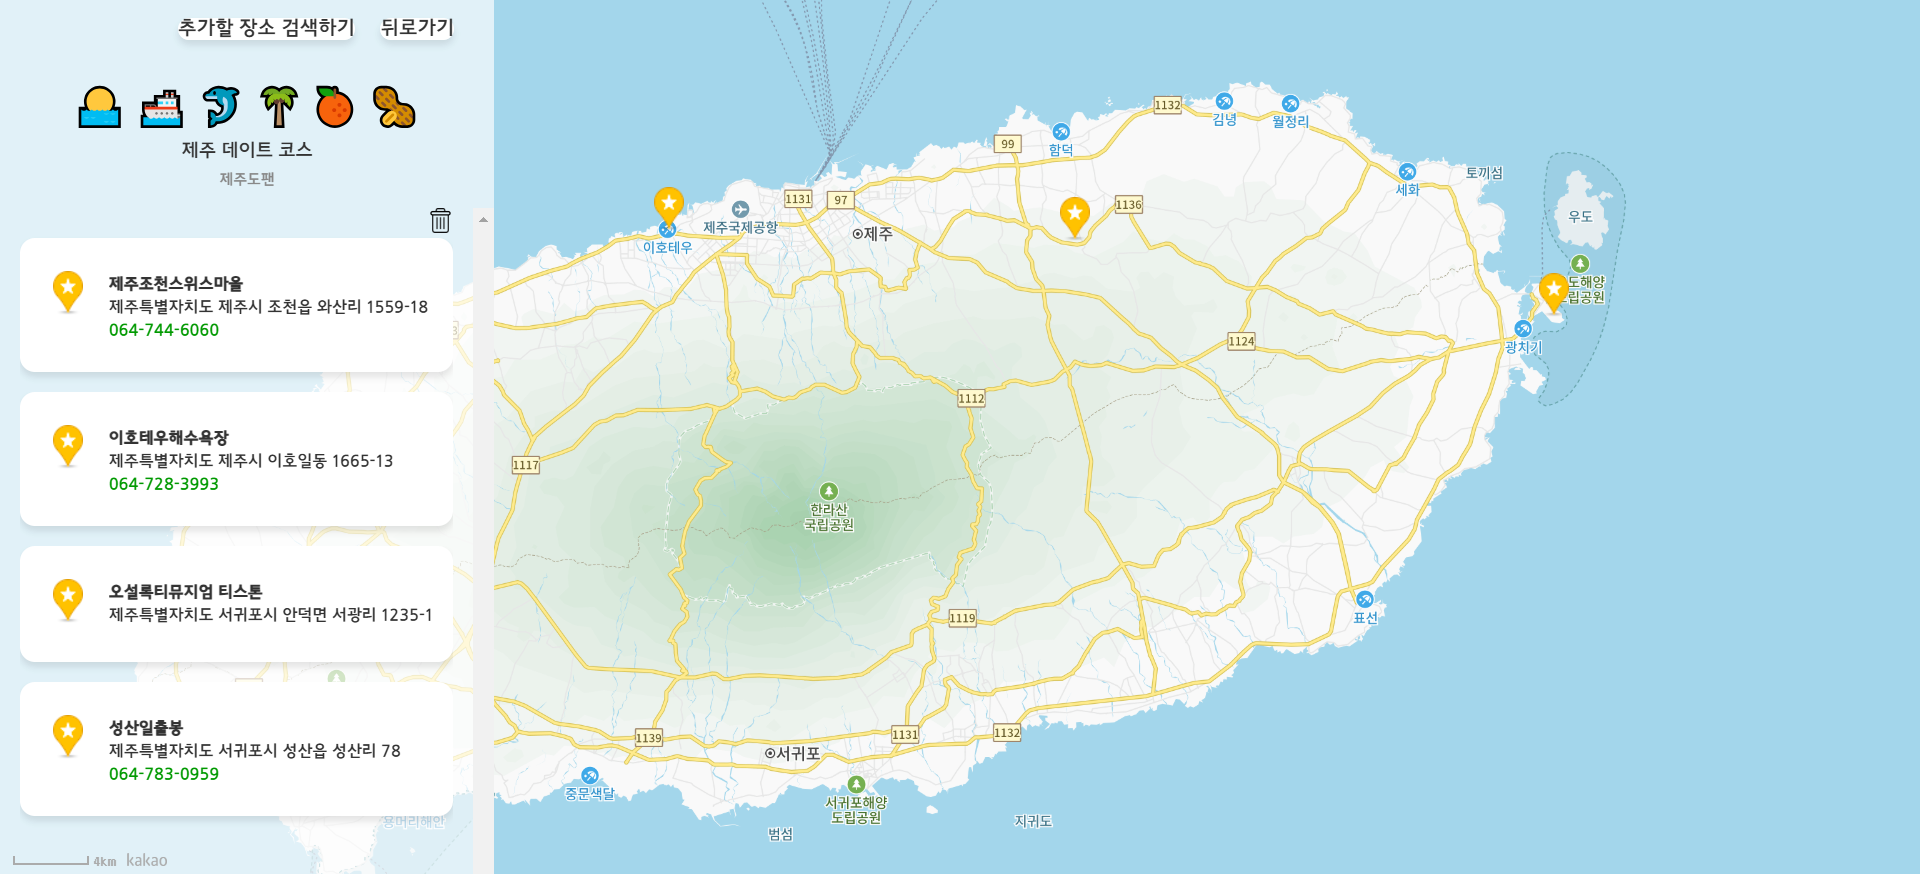 추가할 장소 검색하기 뒤로가기
제주 데이트 코스
제주도팬
제주조천스위스마을
제주특별자치도 제주시 조천읍 와산리 1559-18
064-744-6060
이호테우해수욕장
제주특별자치도 제주시 이호일동 1665-13
064-728-3993
오설록티뮤지엄 티스톤
제주특별자치도 서귀포시 안덕면 서광리 1235-1
성산일출봉
제주특별자치도 서귀포시 성산읍 성산리 78
064-783-0959
용머리해안
4km kakao
1132
김녕
월정리
99
함덕
세화
토끼섬
1131
97
1136
우도
제주국제공항
제주
이호테우
도해양
립공원
1124
광치기
1112
1117
한라산
국립공원
표선
1119
1139
1131
1132
서귀포
중문색달
서귀포해양
도립공원
범섬
지귀도